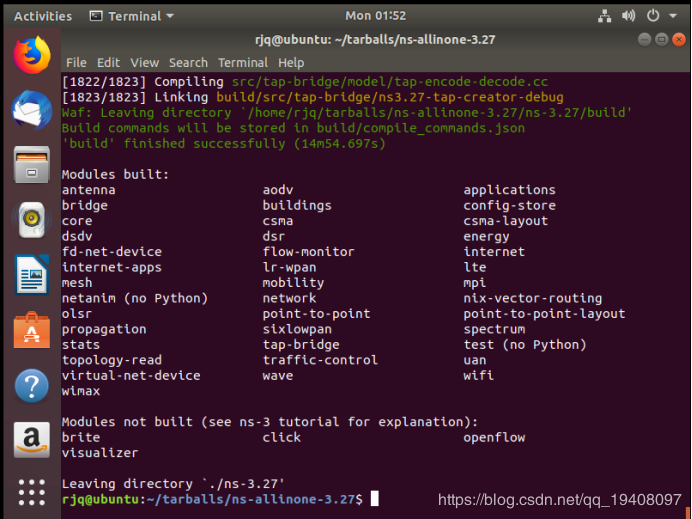 Activities Terminal Mon 01:52
rjq@ubuntu: ~/tarballs/ns-allinone-3.27
File Edit View Search Terminal Help
[1822/1823] Compiling src/tap-bridge/model/tap-encode-decode.cc
[1823/1823] Linking build/src/tap-bridge/ns3.27-tap-creator-debug
Waf: Leaving directory `/home/rjq/tarballs/ns-allinone-3.27/ns-3.27/build'
Build commands will be stored in build/compile_commands.json
'build' finished successfully (14m54.697s)
Modules built:
antenna aodv applications
bridge buildings config-store
core csma csma-layout
dsdv dsr energy
fd-net-device flow-monitor internet
internet-apps lr-wpan lte
mesh mobility mpi
netanim (no Python) network nix-vector-routing
olsr point-to-point point-to-point-layout
propagation sixlowpan spectrum
stats tap-bridge test (no Python)
topology-read traffic-control uan
virtual-net-device wave wifi
wimax
Modules not built (see ns-3 tutorial for explanation):
brite click openflow
visualizer
Leaving directory `./ns-3.27'
rjq@ubuntu:~/tarballs/ns-allinone-3.27$
https://blog.csdn.net/qq_19408097